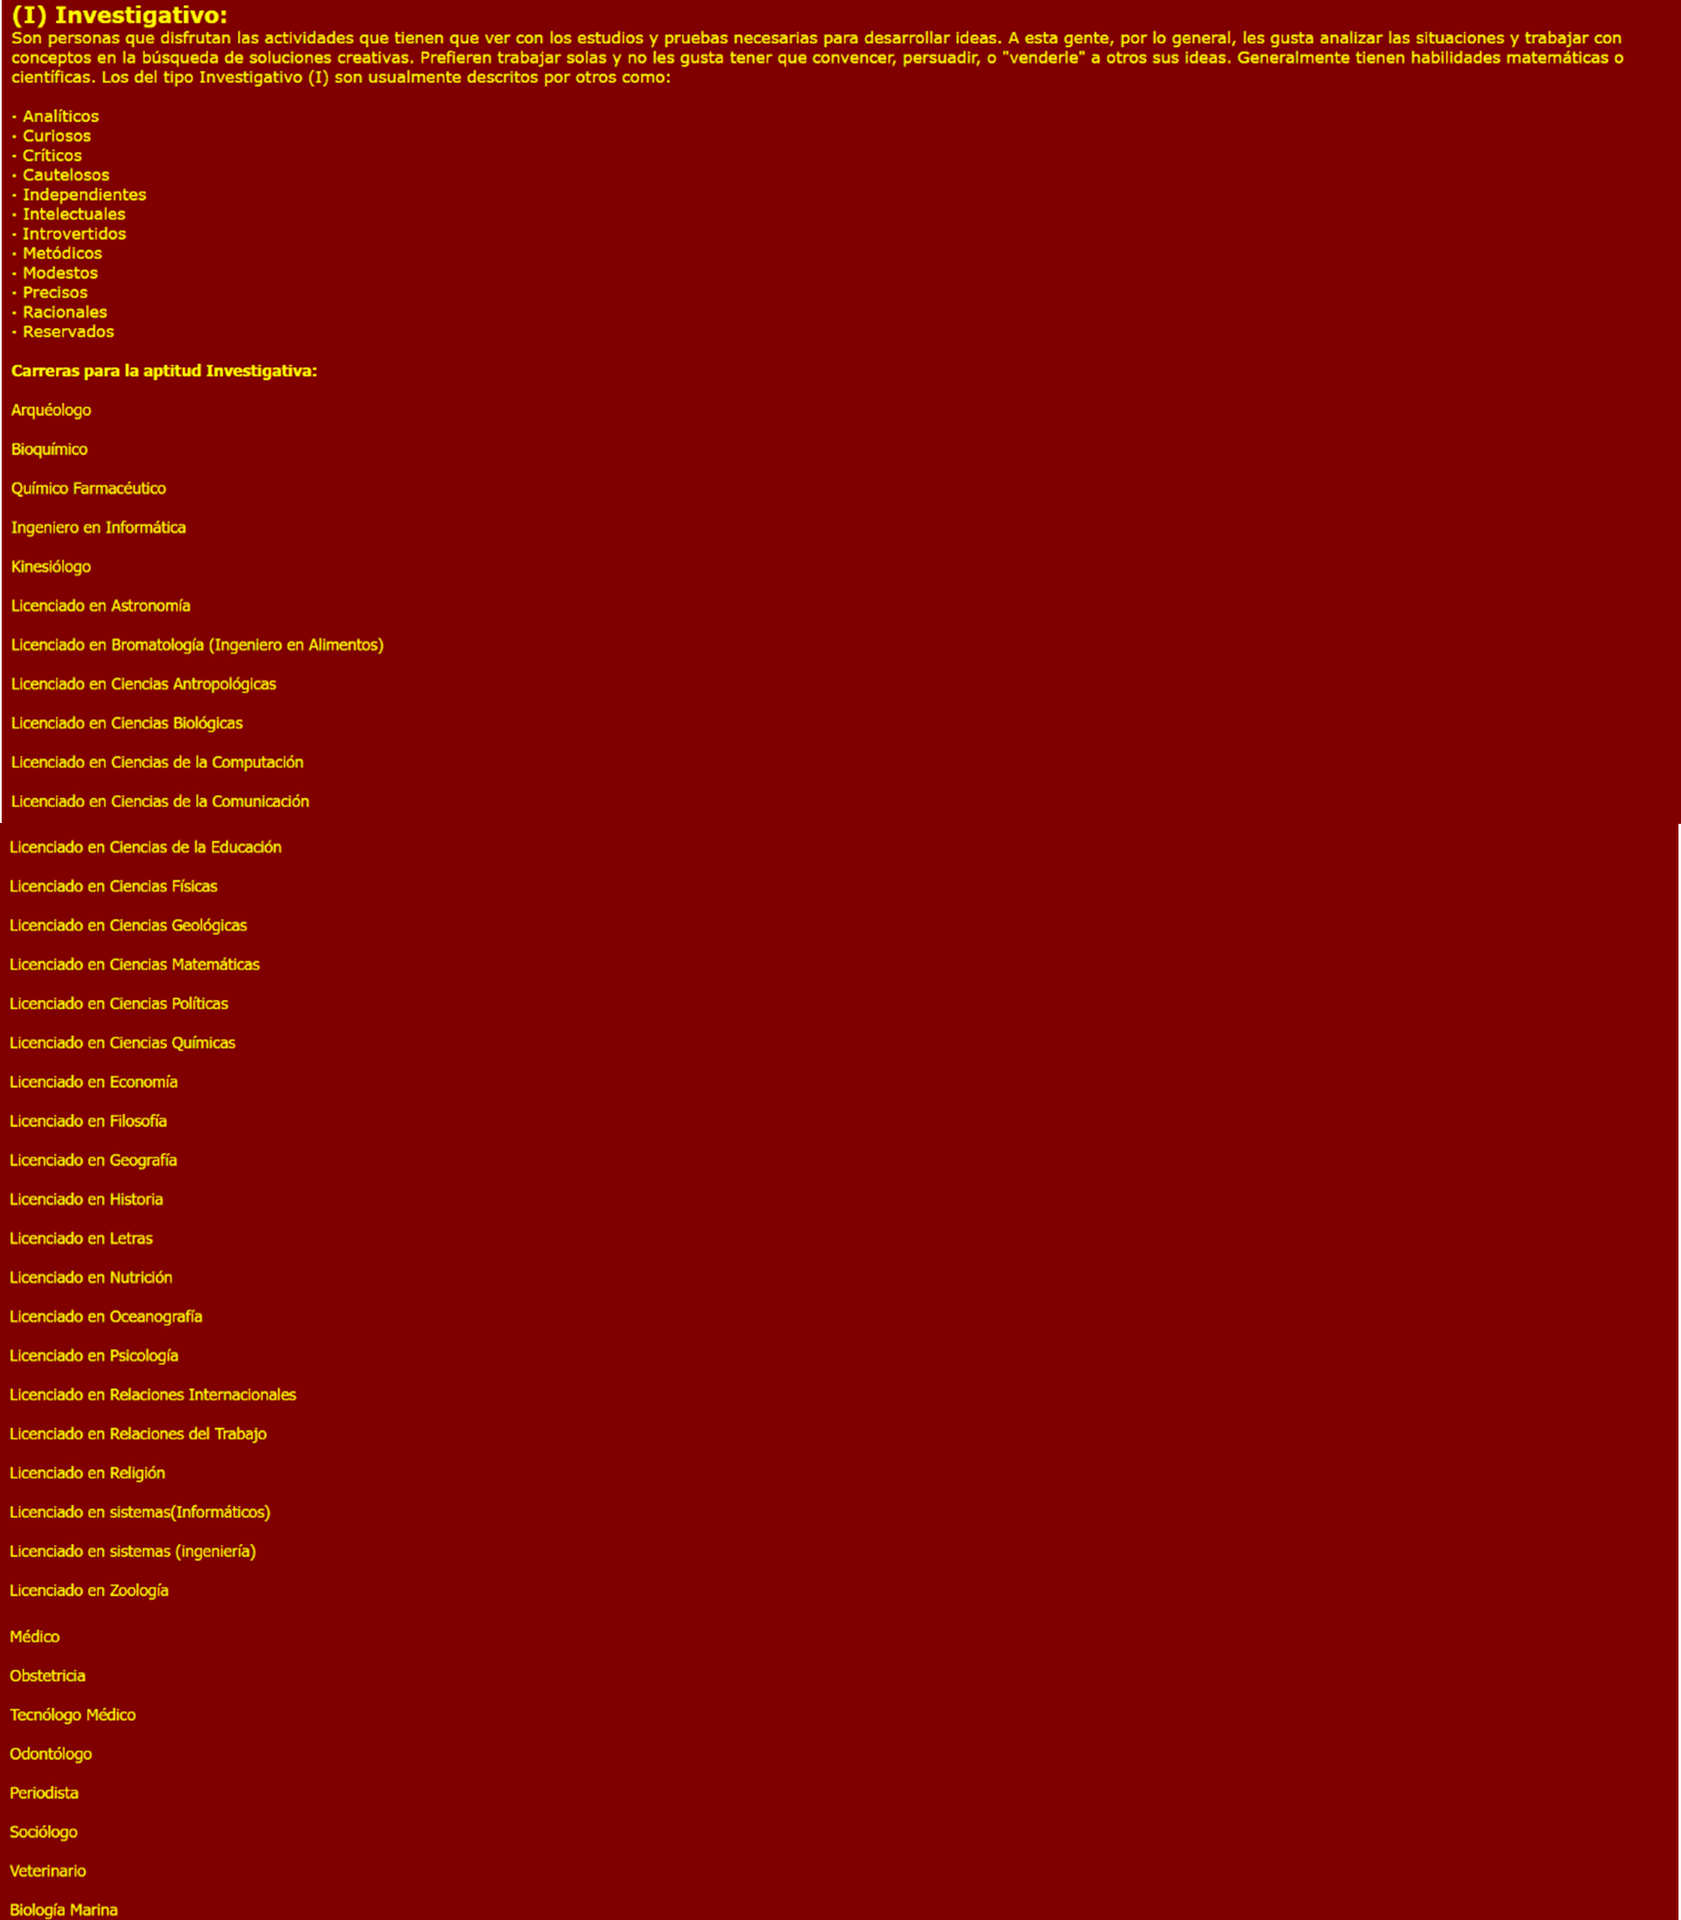 (I) Investigativo:
Son personas que disfrutan las actividades que tienen que ver con los estudios y pruebas necesarias para desarrollar ideas. A esta gente, por lo general, les gusta analizar las situaciones y trabajar con
conceptos en la búsqueda de soluciones creativas. Prefieren trabajar solas y no les gusta tener que convencer, persuadir, o "venderle" a otros sus ideas. Generalmente tienen habilidades matemáticas o
científicas. Los del tipo Investigativo (I) son usualmente descritos por otros como:
· Analíticos
· Curiosos
· Críticos
· Cautelosos
· Independientes
· Intelectuales
· Introvertidos
· Metódicos
· Modestos
· Precisos
· Racionales
· Reservados
Carreras para la aptitud Investigativa:
Arquéologo
Bioquímico
Químico Farmacéutico
Ingeniero en Informática
Kinesiólogo
Licenciado en Astronomía
Licenciado en Bromatología (Ingeniero en Alimentos)
Licenciado en Ciencias Antropológicas
Licenciado en Ciencias Biológicas
Licenciado en Ciencias de la Computación
Licenciado en Ciencias de la Comunicación
Licenciado en Ciencias de la Educación
Licenciado en Ciencias Físicas
Licenciado en Ciencias Geológicas
Licenciado en Ciencias Matemáticas
Licenciado en Ciencias Políticas
Licenciado en Ciencias Químicas
Licenciado en Economía
Licenciado en Filosofía
Licenciado en Geografía
Licenciado en Historia
Licenciado en Letras
Licenciado en Nutrición
Licenciado en Oceanografía
Licenciado en Psicología
Licenciado en Relaciones Internacionales
Licenciado en Relaciones del Trabajo
Licenciado en Religión
Licenciado en sistemas(Informáticos)
Licenciado en sistemas (ingeniería)
Licenciado en Zoología
Médico
Obstetricia
Tecnólogo Médico
Odontólogo
Periodista
Sociólogo
Veterinario
Biología Marina